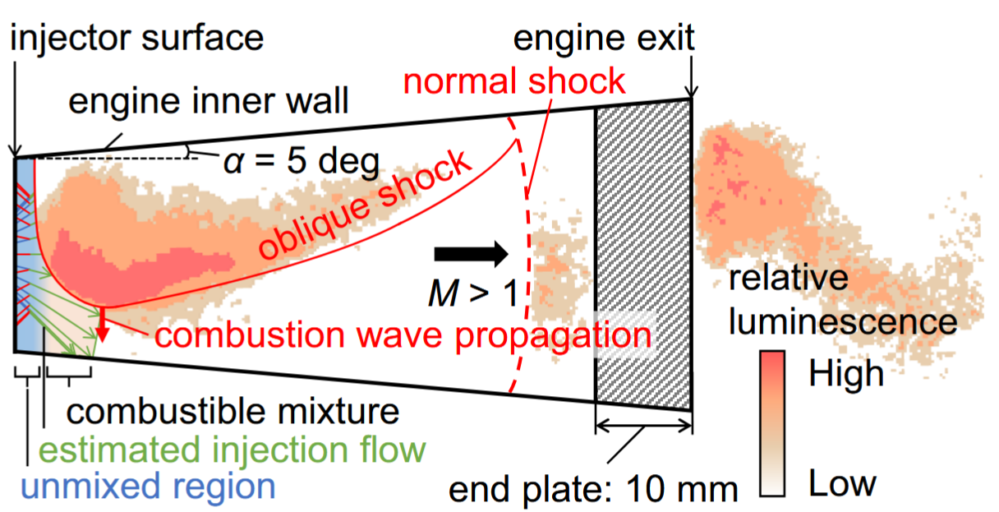 injector surface
engine exit
normal shock
engine inner wall
α = 5 deg
oblique shock
M > 1
relative
luminescence
combustion wave propagation
High
combustible mixture
estimated injection flow
unmixed region
end plate: 10 mm
Low